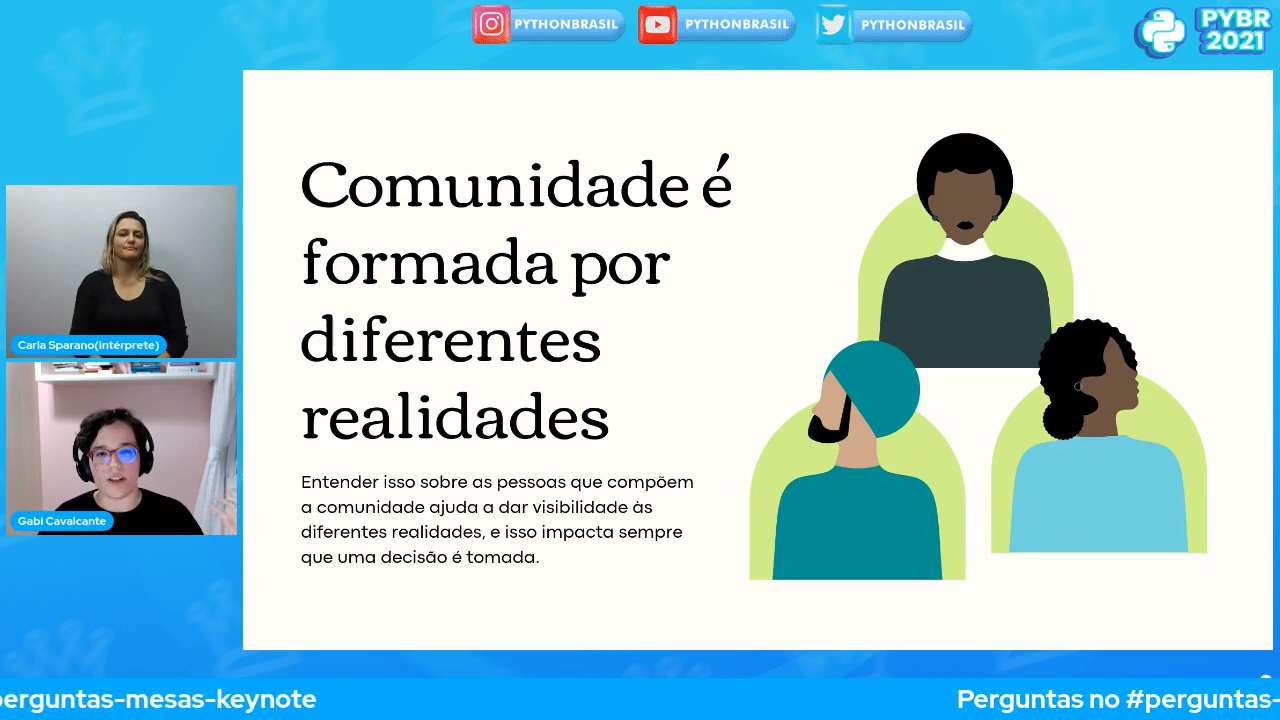 PYTHONBRASIL
PYTHONBRASIL
PYTHONBRASIL
PYBR
2021
Comunidade é
formada por
diferentes
realidades
Entender isso sobre as pessoas que compõem
a comunidade ajuda a dar visibilidade às
diferentes realidades, e isso impacta sempre
que uma decisão é tomada.
Carla Sparano(intérprete)
Gabi Cavalcante
perguntas-mesas-keynote
Perguntas no #perguntas-